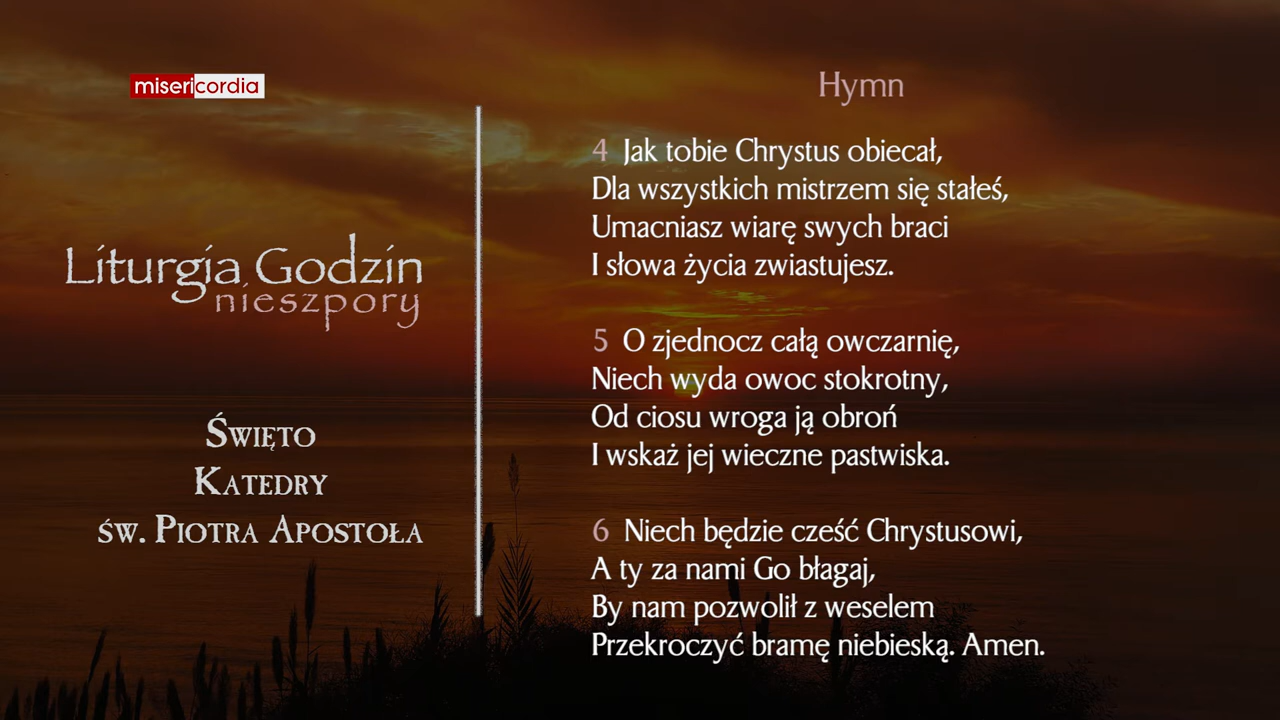 misericordia
Liturgia Godzin
nieszpory
Święto
Katedry
św. Piotra Apostoła
Hymn
4 Jak tobie Chrystus obiecał,
Dla wszystkich mistrzem się stałeś,
Umacniasz wiarę swych braci
I słowa życia zwiastujesz.
5 O zjednocz całą owczarnię,
Niech wyda owoc stokrotny,
Od ciosu wroga ją obroń
I wskaż jej wieczne pastwiska.
6 Niech będzie cześć Chrystusowi,
A ty za nami Go błagaj,
By nam pozwolił z weselem
Przekroczyć bramę niebieską. Amen.